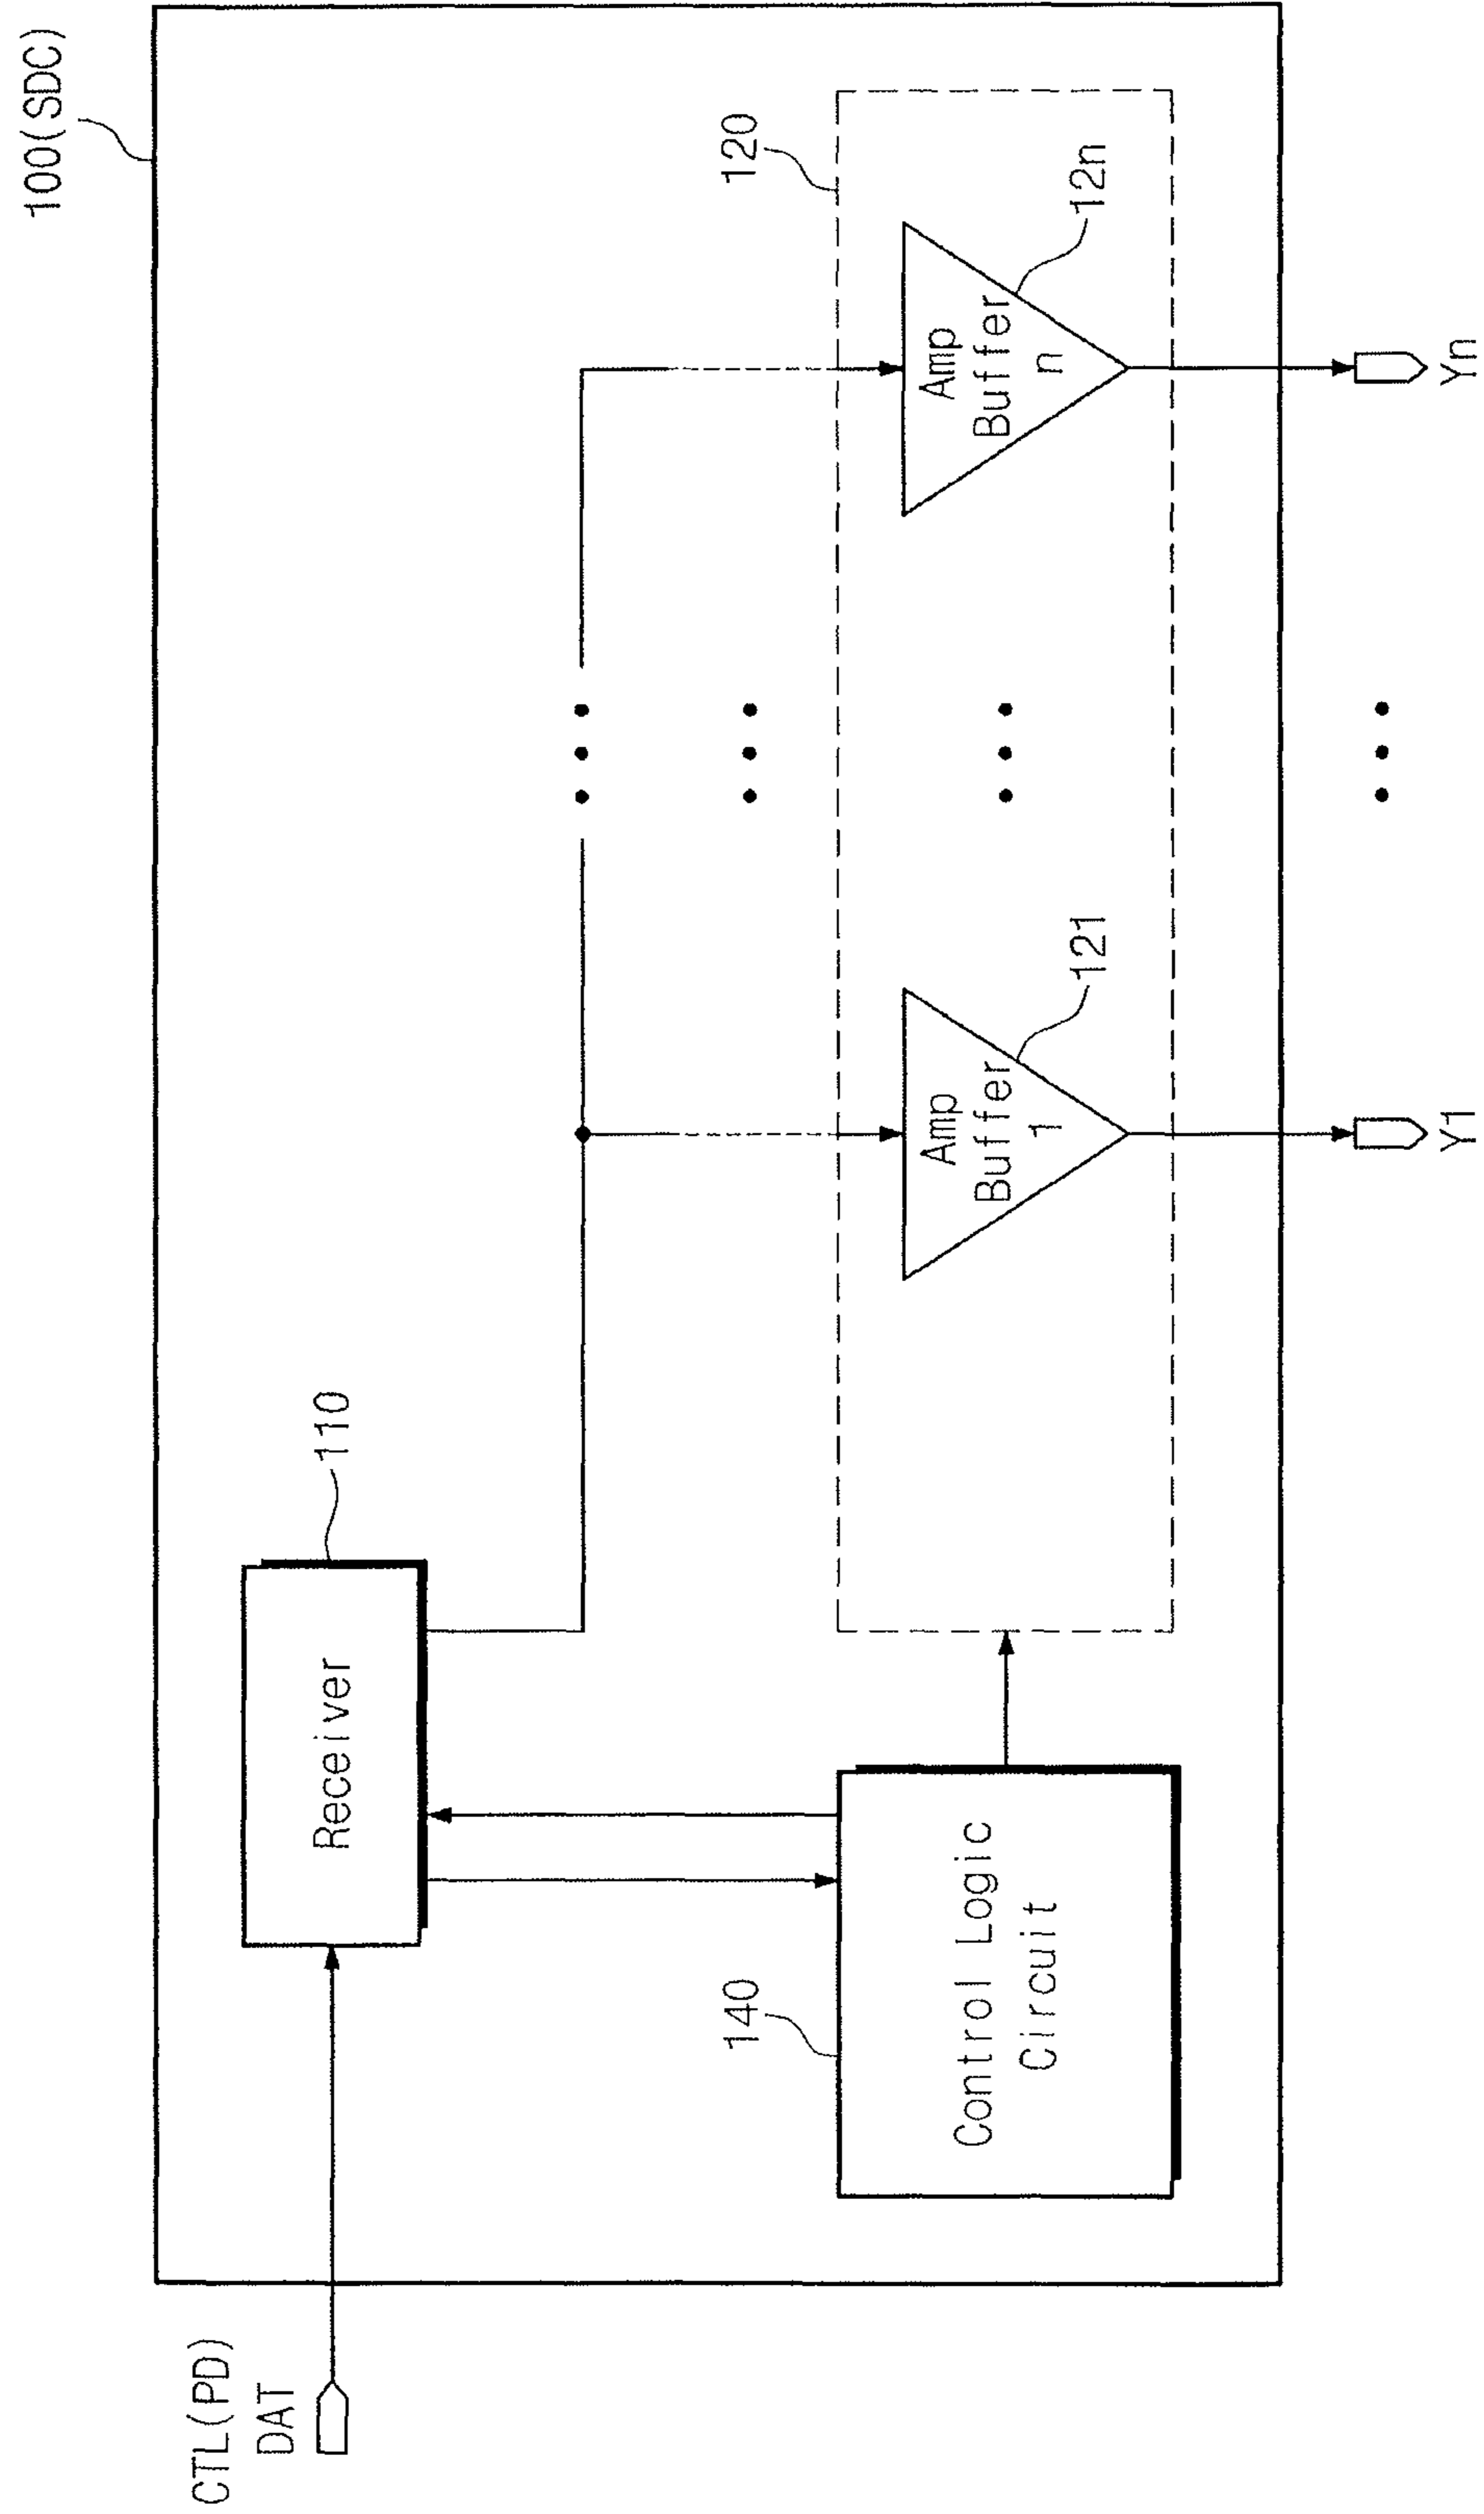 100(SDC)
CTL(PD)
DAT
Receiver
110
140
Control Logic
Circuit
120
Amp
Buffer
1
121
Amp
Buffer
n
12n
Y1
Yn